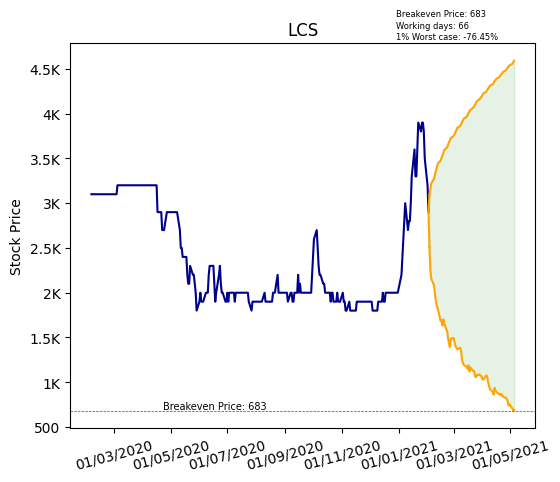 Breakeven Price: 683
Working days: 66
1% Worst case: -76.45%
LCS
Stock Price
4.5K
4K
3.5K
3K
2.5K
2K
1.5K
1K
500
Breakeven Price: 683
01/03/2020
01/05/2020
01/07/2020
01/09/2020
01/11/2020
01/01/2021
01/03/2021
01/05/2021